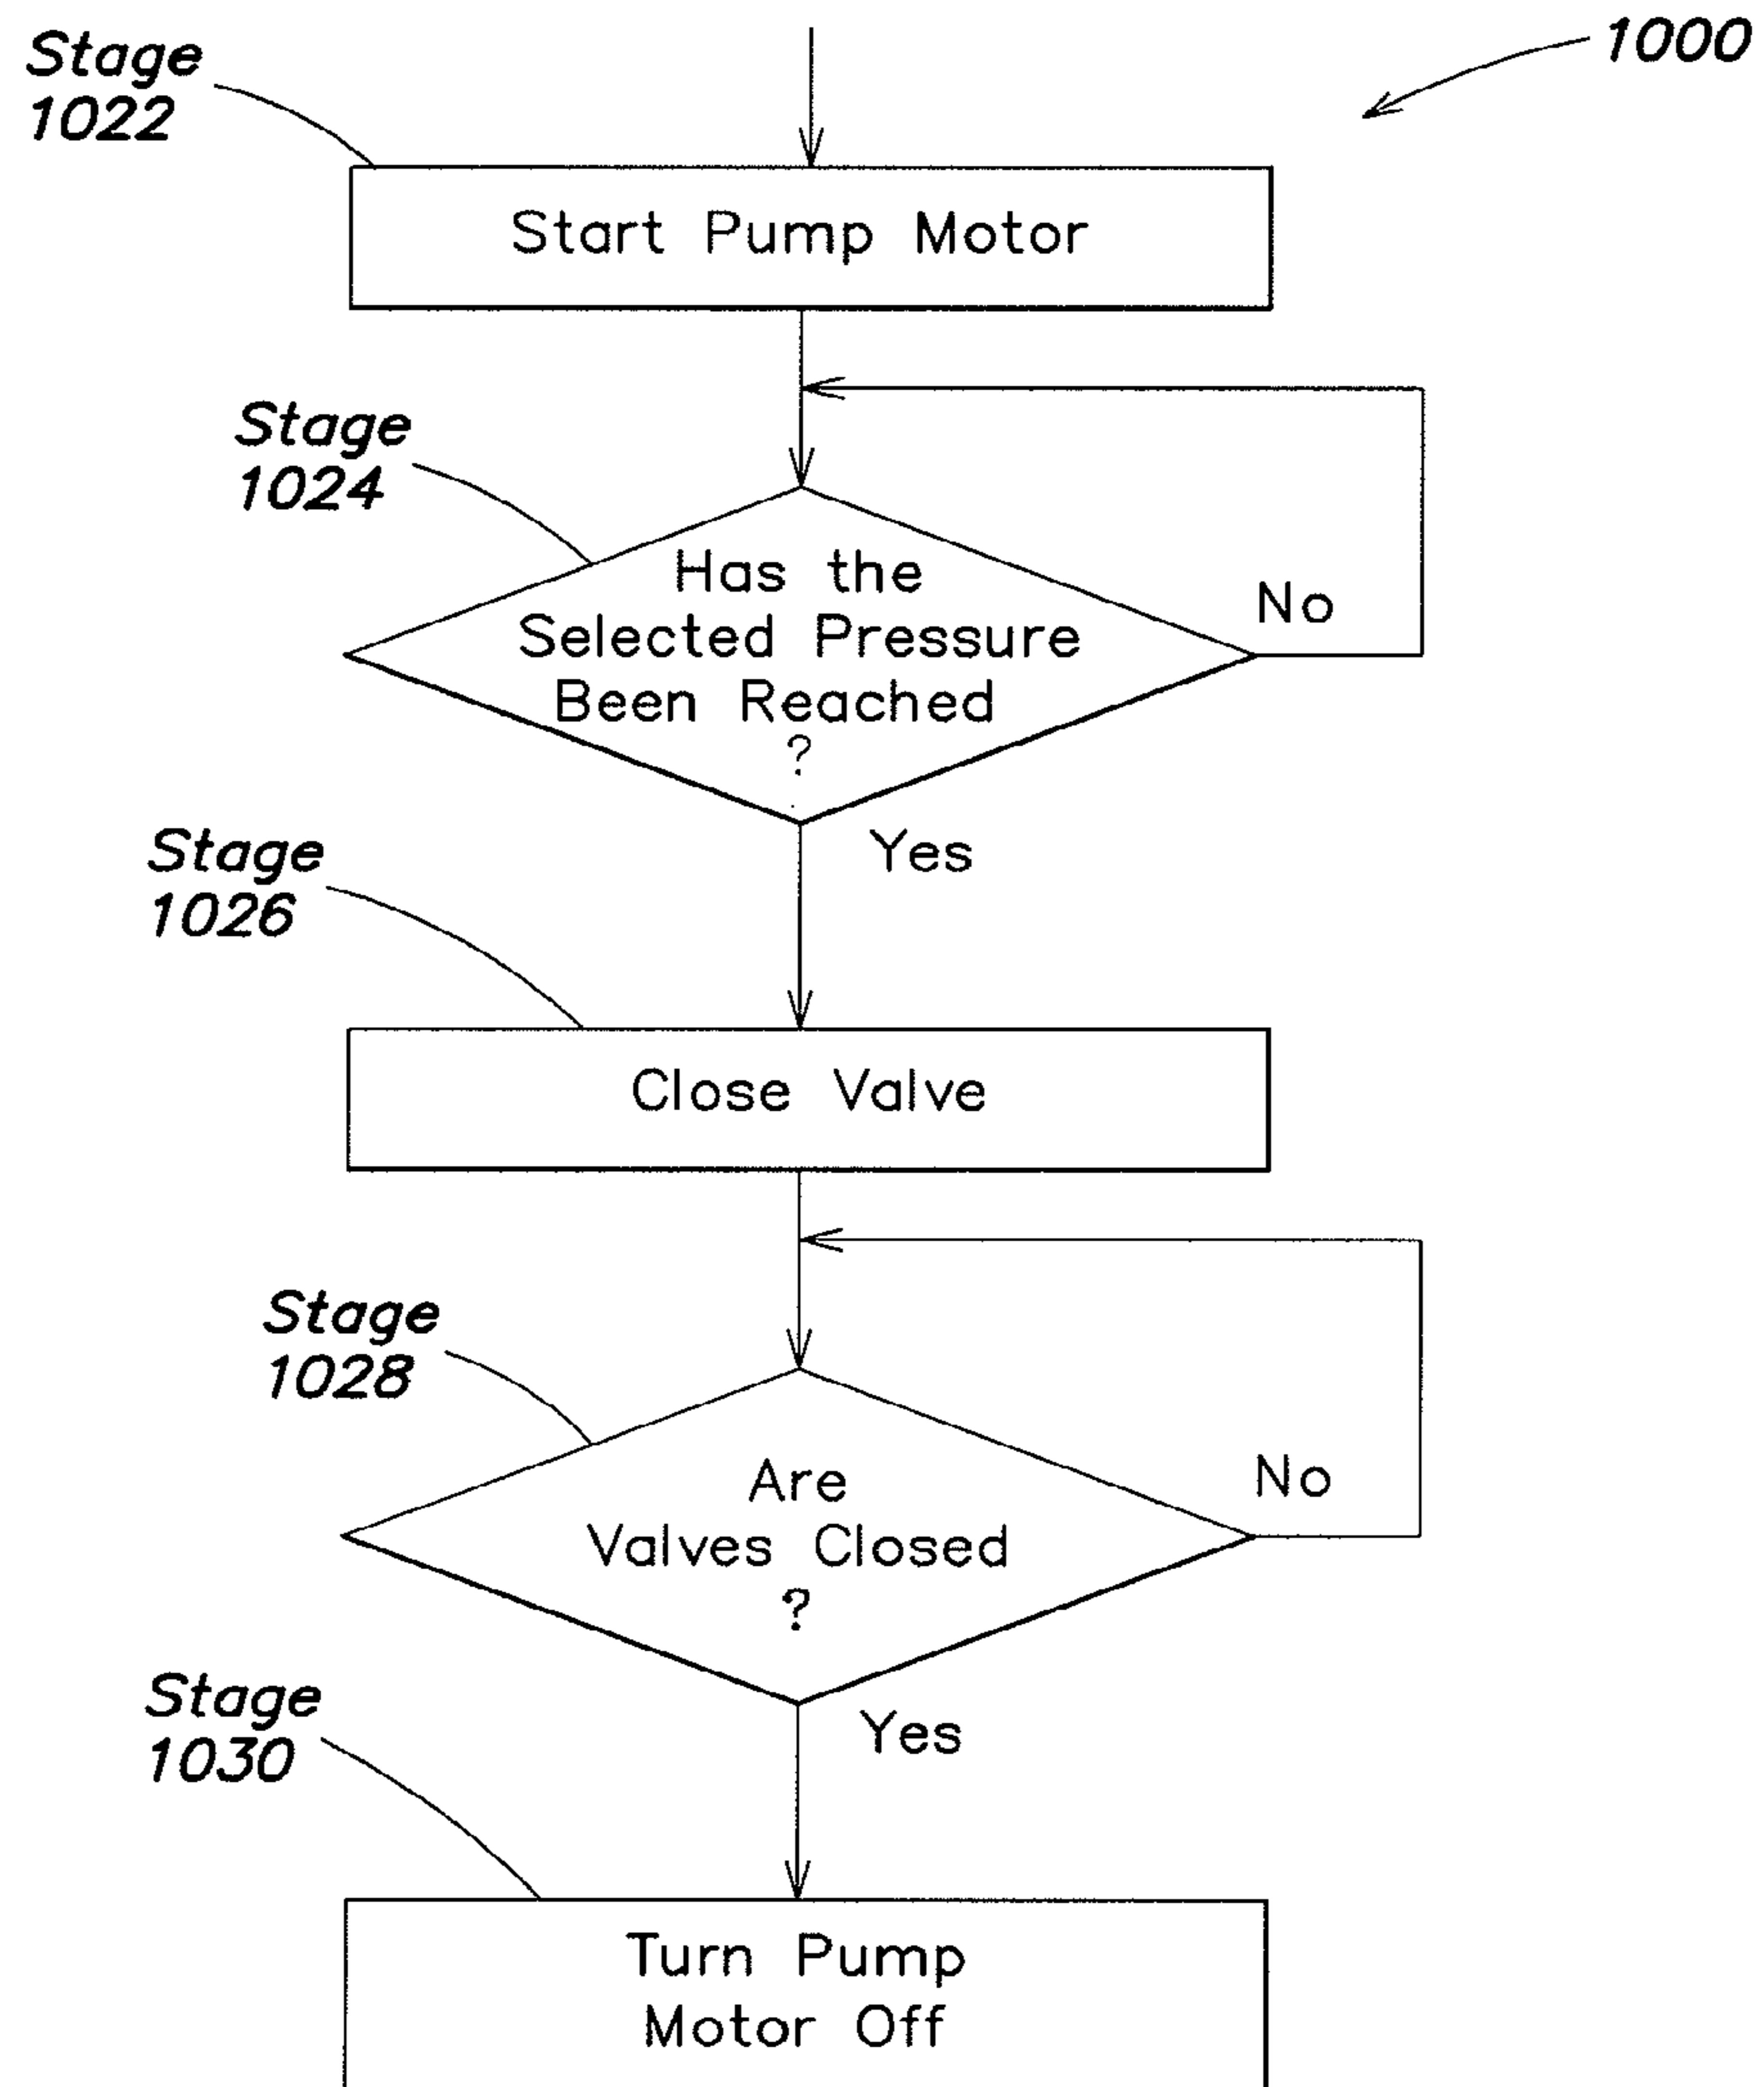 1000
Stage
1022
Start Pump Motor
Stage
1024
Has the
Selected Pressure
Been Reached
?
No
Yes
Stage
1026
Close Valve
Stage
1028
Are
Valves Closed
?
No
Yes
Stage
1030
Turn Pump
Motor Off